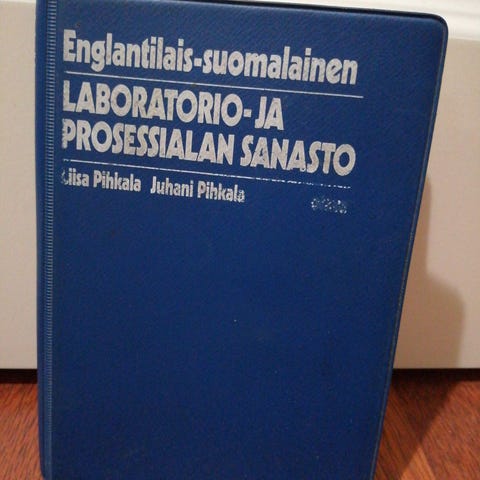 Englantilais-suomalainen
LABORATORIO- JA
PROSESSIALAN SANASTO
Liisa Pihkala Juhani Pihkala